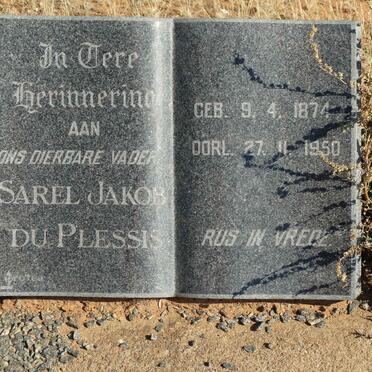 In Tere
Herinnering
AAN
ONS DIERBARE VADER
SAREL JAKOB
DU PLESSIS
GEB. 9. 4. 1874
OORL. 27. 11. 1950
RUS IN VREDE